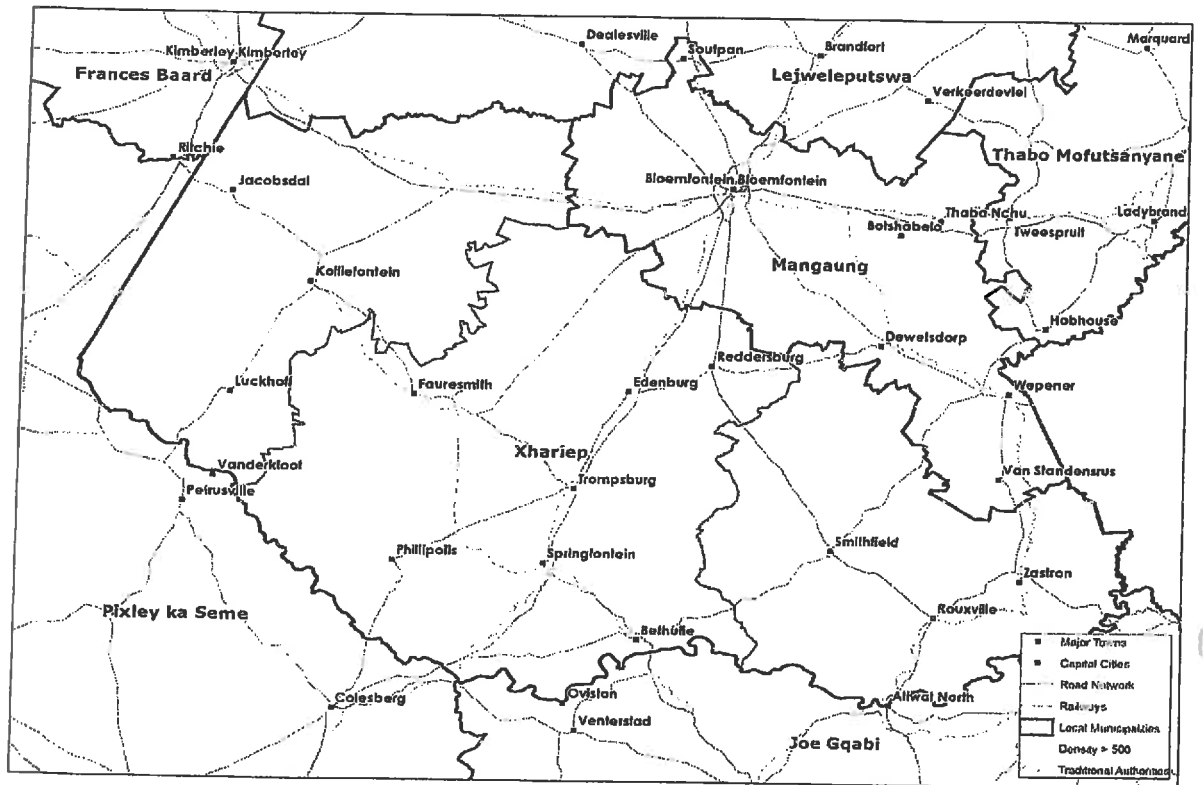 Dealesville
Soutpan
Brandfort
Marquard
Kimberley Kimberley
Frances Baard
Lejweleputswa
Verkeerdevlei
Ritchie
Thabo Mofutsanyane
Jacobsdal
Bloemfontein Bloemfontein
Thaba Nchu
Ladybrand
Botshabelo
Tweespruit
Mangaung
Koffiefontein
Hobhouse
Dewetsdorp
Reddersburg
Luckhoff
Fauresmith
Edenburg
Wepener
Xhariep
Vanderkloof
Van Standensrus
Petrusville
Trompsburg
Smithfield
Phillipolis
Springfontein
Zastron
Pixley ka Seme
Rouxville
Bethulie
Colesberg
Oviston
Aliwal North
Venterstad
Joe Gqabi
Major Towns
Capital Cities
Road Network
Railways
Local Municipalities
Density > 500
Traditional Authorities